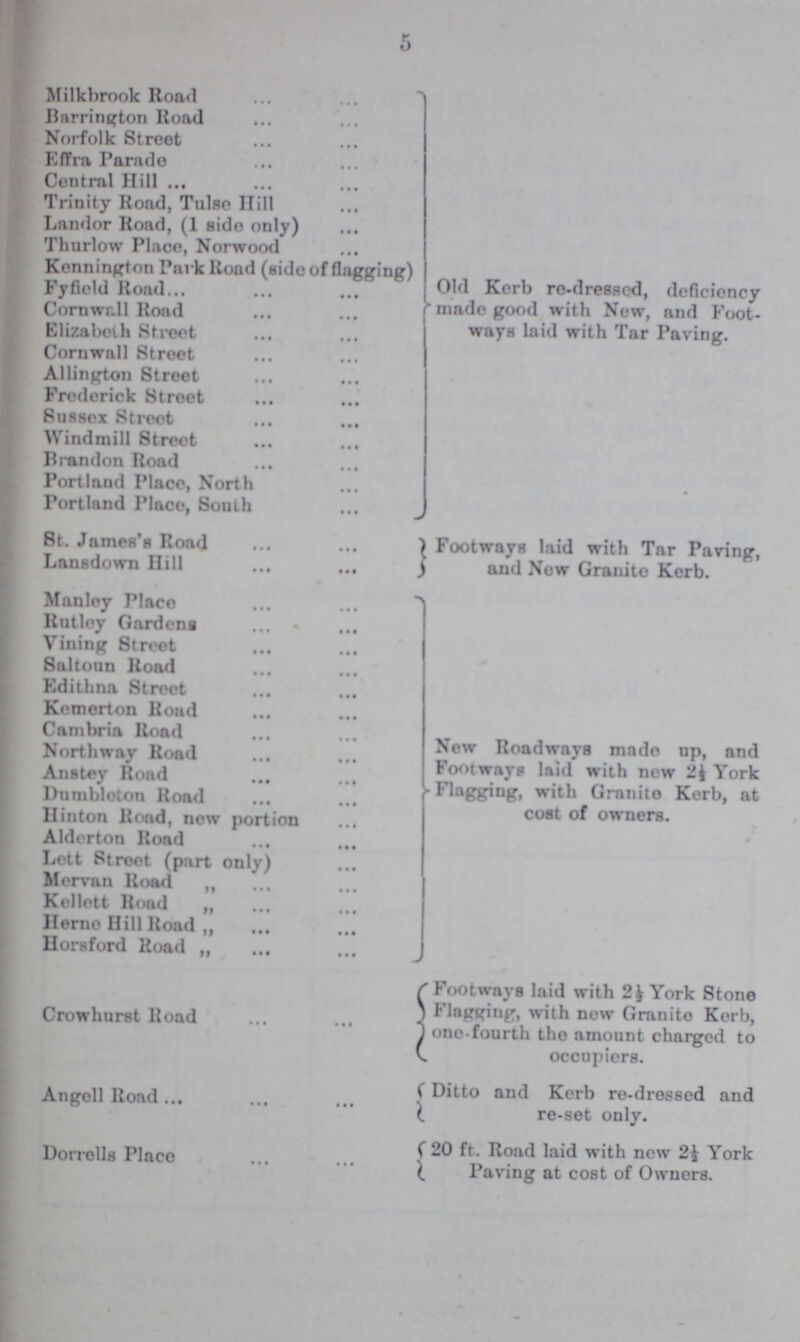 5
Milkbrook Road ... ...
Barrington Road ... ...
Norfolk Street ... ...
Effra Parade ... ...
Central Hill ... ... ...
Trinity Road, Tulse Hill ...
Landor Road, (1 side only) ...
Thurlow Place, Norwood ...
Kennington Park Road (side of flagging)
Fyfield Road... ... ...
Cornwall Road ... ...
Elizabeth Street ... ...
Cornwall Street ... ...
Allington Street ... ...
Frederick Street ... ...
Sussex Street ... ...
Windmill Street ... ...
Brandon Road ... ...
Portland Place, North ...
Portland Place, South ...
Old Kerb re-dressed, deficiency
made good with New, and Foot-
ways laid with Tar Paving.
St. James's Road ... ...
Lansdown Hill ... ...
Footways laid with Tar Paving,
and New Granite Kerb.
Manley Place ... ...
Rutley Gardens ... ...
Vining Street ... ...
Saltoun Road ... ...
Edithna Street ... ...
Kemerton Road ... ...
Cambria Road ... ...
Northway Road ... ...
Anstey Road ... ...
Dumbleton Road ... ...
Hinton Road, new portion ...
Alderton Road ... ...
Lett Street (part only) ...
Mervan Road „ ... ...
Kellett Road „ ... ...
Herne Hill Road „ ... ...
Horsford Road „ ... ...
New Roadways made up, and
Footways laid with new 2½ York
Flagging, with Granite Kerb, at
cost of owners.
Crowhurst Road ... ...
Footways laid with 2½ York Stone
Flagging, with new Granite Kerb,
one-fourth the amount charged to
occupiers.
Angell Road ... ... ...
Ditto and Kerb re-dressed and
re-set only.
Dorrells Place ... ...
20 ft. Road laid with new 2½ York
Paving at cost of Owners.